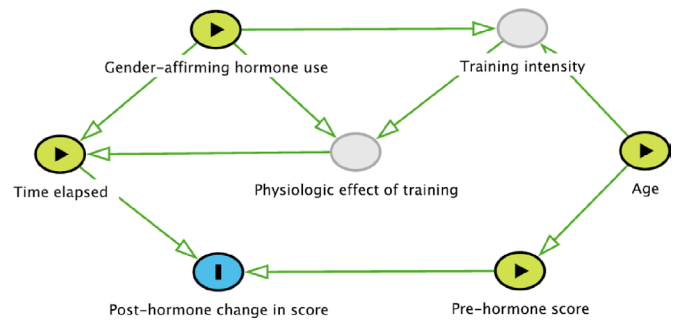 Gender-affirming hormone use
Training intensity
Time elapsed
Physiologic effect of training
Age
Post-hormone change in score
Pre-hormone score